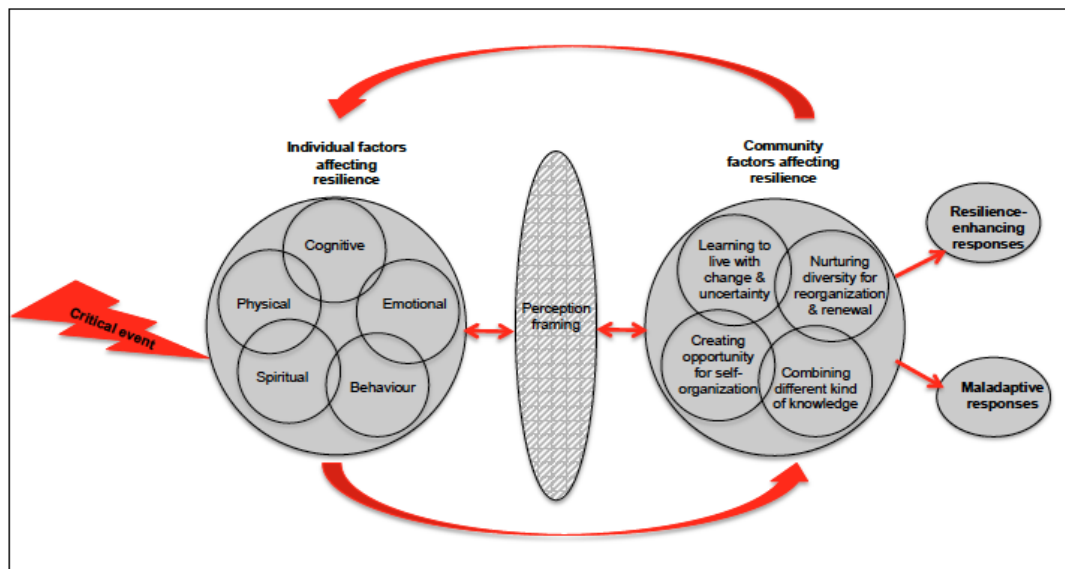 Individual factors
affecting
resilience
Community
factors affecting
resilience
Cognitive
Physical
Emotional
Spiritual
Behaviour
Critical event
Perception
framing
Learning to
live with
change &
uncertainty
Nurturing
diversity for
reorganization
& renewal
Creating
opportunity
for self-
organization
Combining
different kind
of knowledge
Resilience-
enhancing
responses
Maladaptive
responses